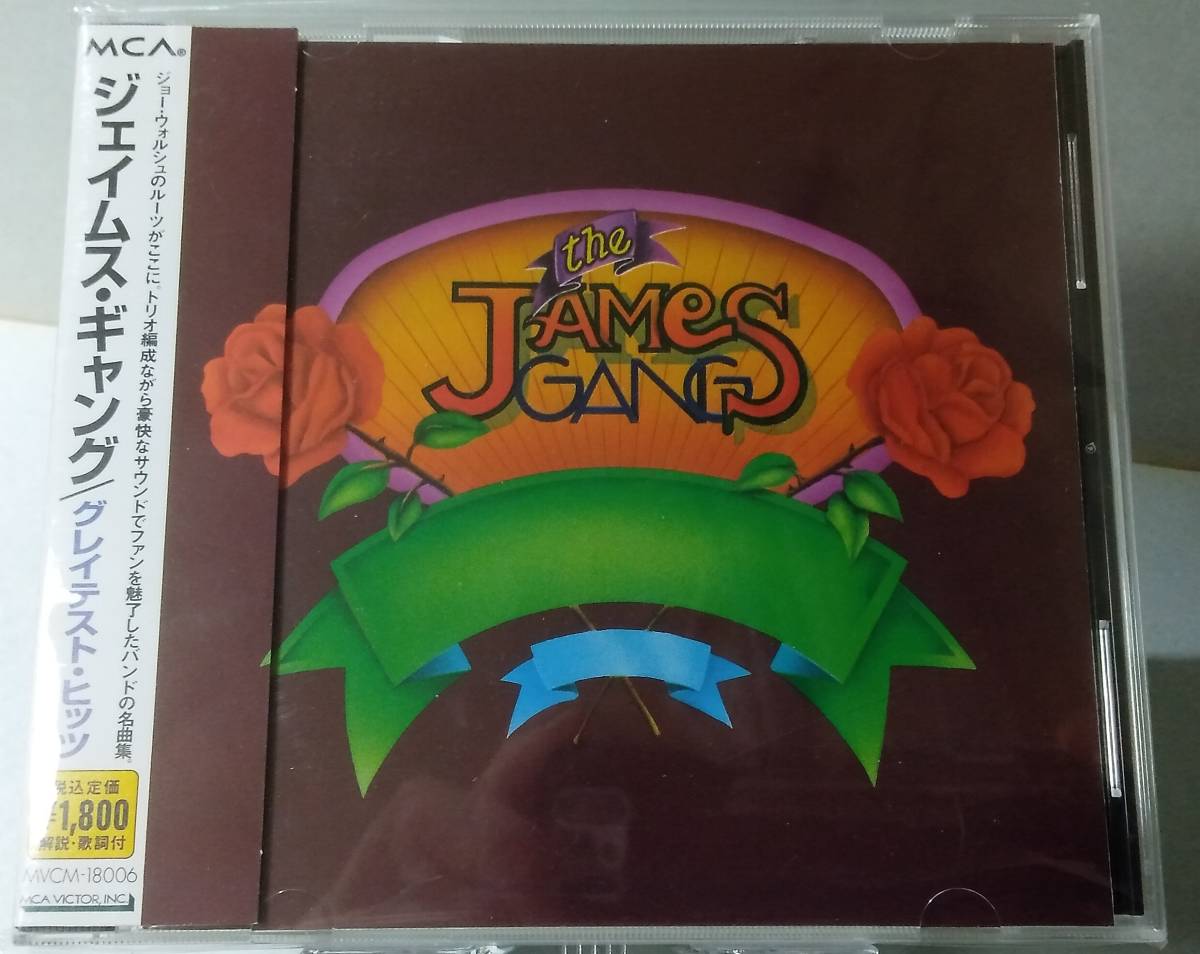 MCA®
ジェイムス・ギャング/グレイテスト・ヒッツ
ジョー・ウォルシュのルーツがここに。トリオ編成ながら豪快なサウンドでファンを魅了したバンドの名曲集。
税込定価
¥1,800
解説・歌詞付
MVCM-18006
MCA VICTOR, INC.
the
JAMES
GANG